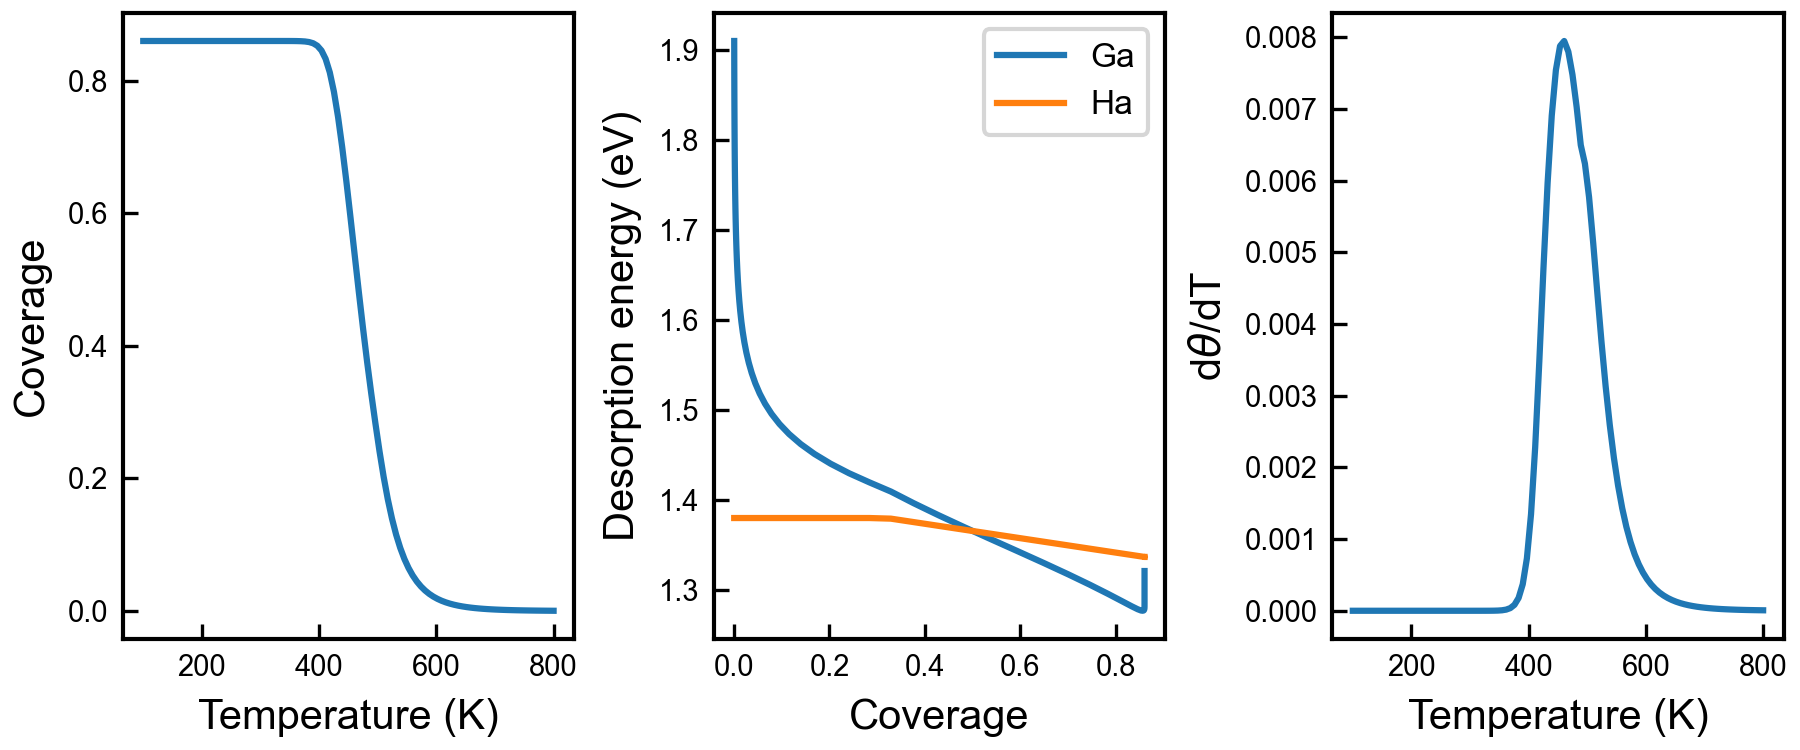 0.8
0.6
0.4
0.2
0.0
Coverage
200 400 600 800
Temperature (K)
1.9
1.8
1.7
1.6
1.5
1.4
1.3
Desorption energy (eV)
Ga
Ha
0.0 0.2 0.4 0.6 0.8
Coverage
0.008
0.007
0.006
0.005
0.004
0.003
0.002
0.001
0.000
dθ/dT
200 400 600 800
Temperature (K)